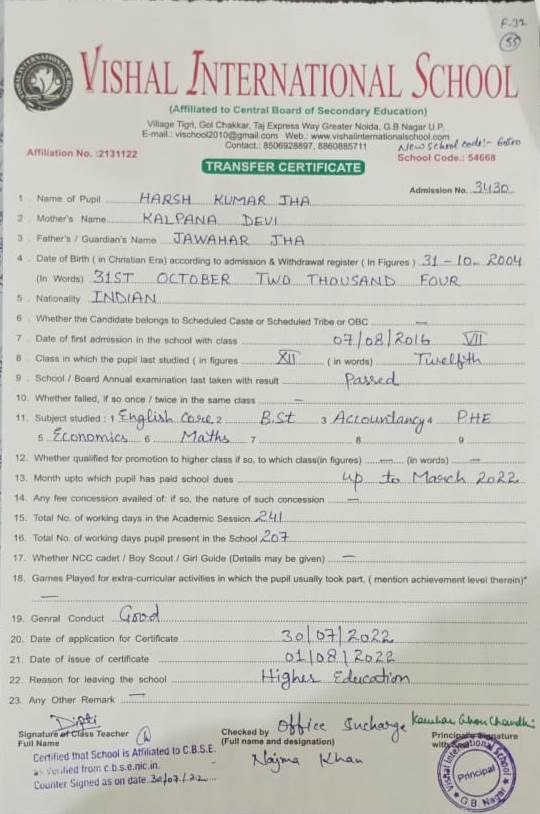 F-32
55
VISHAL INTERNATIONAL SCHOOL
(Affiliated to Central Board of Secondary Education)
Village Tigri, Gol Chakkar, Taj Express Way Greater Noida, G.B Nagar U.P.
E-mail.: vischool2010@gmail.com Web.: www.vishalinternationalschool.com
Contact.: 8506928897, 8860885711 New School Code:-
Affiliation No. :2131122 School Code.: 54668
TRANSFER CERTIFICATE
Admission No. 3430
1 . Name of Pupil HARSH KUMAR JHA
2 . Mother's Name KALPANA DEVI
3 . Father's / Guardian's Name JAWAHAR JHA
4 . Date of Birth ( in Christian Era) according to admission & Withdrawal register ( In Figures ) 31-10-2004
(In Words) 31ST OCTOBER TWO THOUSAND FOUR
5 . Nationality INDIAN
6 . Whether the Candidate belongs to Scheduled Caste or Scheduled Tribe or OBC —
7 . Date of first admission in the school with class 07/08/2016 VII
8 . Class in which the pupil last studied ( in figures XII ( in words) Twelfth
9 . School / Board Annual examination last taken with result Passed
10. Whether failed, if so once / twice in the same class —
11. Subject studied : 1 English Core 2 B.St 3 Accountancy 4 PHE
5 Economics 6 Maths 7 8 9
12. Whether qualified for promotion to higher class if so, to which class(in figures) — (in words) —
13. Month upto which pupil has paid school dues up to March 2022
14. Any fee concession availed of: if so, the nature of such concession —
15. Total No. of working days in the Academic Session. 241
16. Total No. of working days pupil present in the School 207
17. Whether NCC cadet / Boy Scout / Girl Guide (Details may be given) —
18. Games Played for extra-curricular activities in which the pupil usually took part, ( mention achievement level therein)*
—
19. Genral Conduct Good
20. Date of application for Certificate 30/07/2022
21. Date of issue of certificate 01/08/2022
22. Reason for leaving the school Higher Education
23. Any Other Remark —
Dipti
Signature of Class Teacher
Full Name
Checked by Office Incharge
(Full name and designation)
Najma Khan
Principal's Signature
with
Certified that School is Affiliated to C.B.S.E.
as verified from c.b.s.e.nic.in.
Counter Signed as on date 30/07/22
Vishal International School
Principal
G.B. Nagar